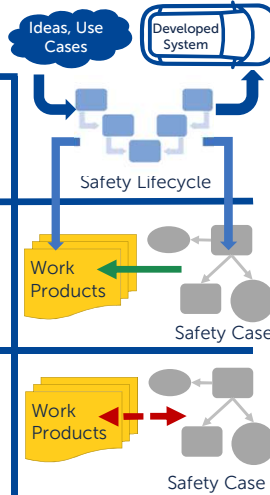 Ideas, Use
Cases
Developed
System
Safety Lifecycle
Work
Products
Safety Case
Work
Products
Safety Case